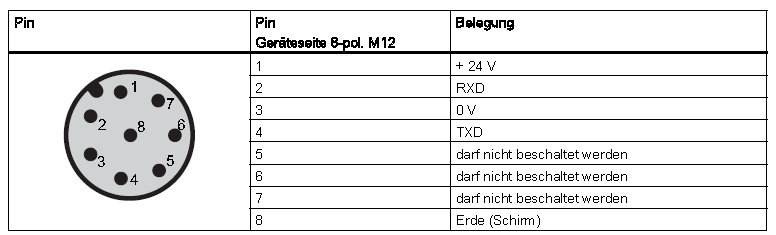 Pin Pin Belegung
Geräteseite 8-pol. M12
1 + 24 V
2 RXD
3 0 V
4 TXD
5 darf nicht beschaltet werden
6 darf nicht beschaltet werden
7 darf nicht beschaltet werden
8 Erde (Schirm)
1
7
2
8
6
3
5
4